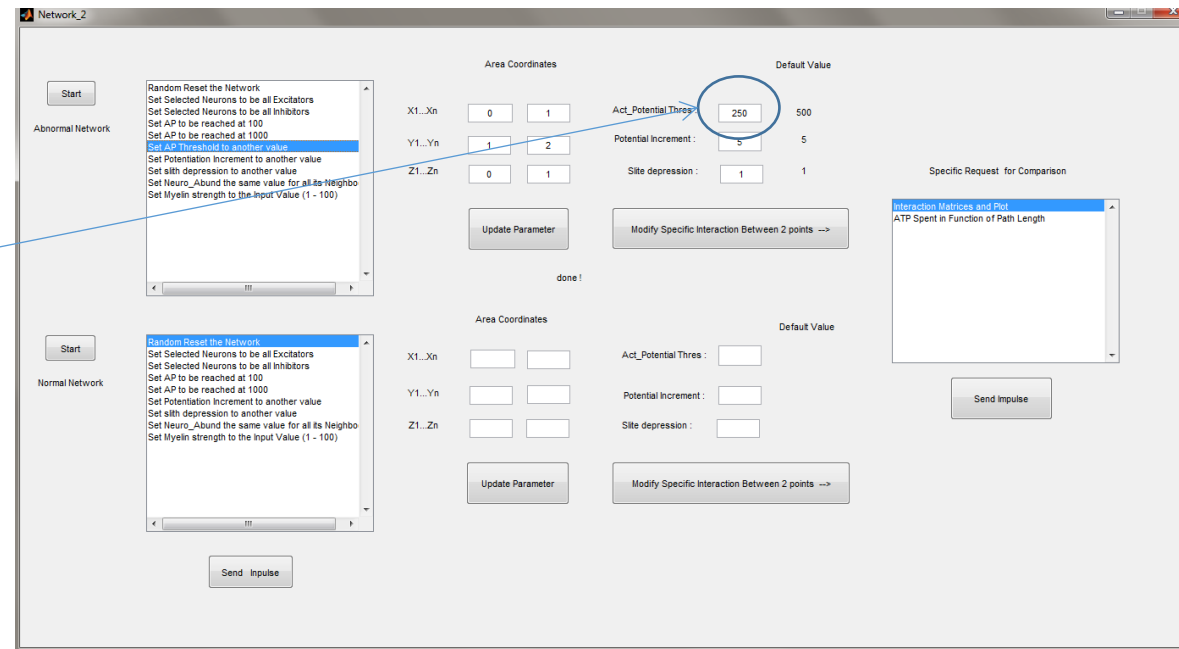 Network_2
Area Coordinates
Default Value
Start
Abnormal Network
Random Reset the Network
Set Selected Neurons to be all Excitators
Set Selected Neurons to be all Inhibitors
Set AP to be reached at 100
Set AP to be reached at 1000
Set AP Threshold to another value
Set Potentiation Increment to another value
Set slith depression to another value
Set Neuro_Abund the same value for all its Neighbo
Set Myelin strength to the Input Value (1 - 100)
X1...Xn 0 1 Act_Potential Thres : 250 500
Y1...Yn 1 2 Potential Increment : 5 5
Z1...Zn 0 1 Slite depression : 1 1
Update Parameter
Modify Specific Interaction Between 2 points -->
done !
Specific Request for Comparison
Interaction Matrices and Plot
ATP Spent in Function of Path Length
Send Impulse
Area Coordinates
Default Value
Start
Normal Network
Random Reset the Network
Set Selected Neurons to be all Excitators
Set Selected Neurons to be all Inhibitors
Set AP to be reached at 100
Set AP to be reached at 1000
Set Potentiation Increment to another value
Set slith depression to another value
Set Neuro_Abund the same value for all its Neighbo
Set Myelin strength to the Input Value (1 - 100)
X1...Xn Act_Potential Thres :
Y1...Yn Potential Increment :
Z1...Zn Slite depression :
Update Parameter
Modify Specific Interaction Between 2 points -->
Send Inpulse